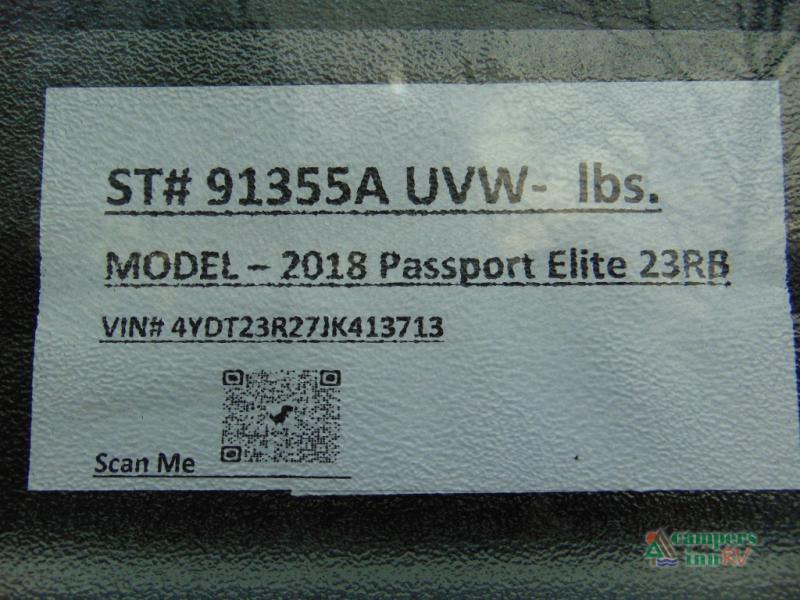 ST# 91355A UVW- lbs.
MODEL – 2018 Passport Elite 23RB
VIN# 4YDT23R27JK413713
Scan Me
campers
inn RV